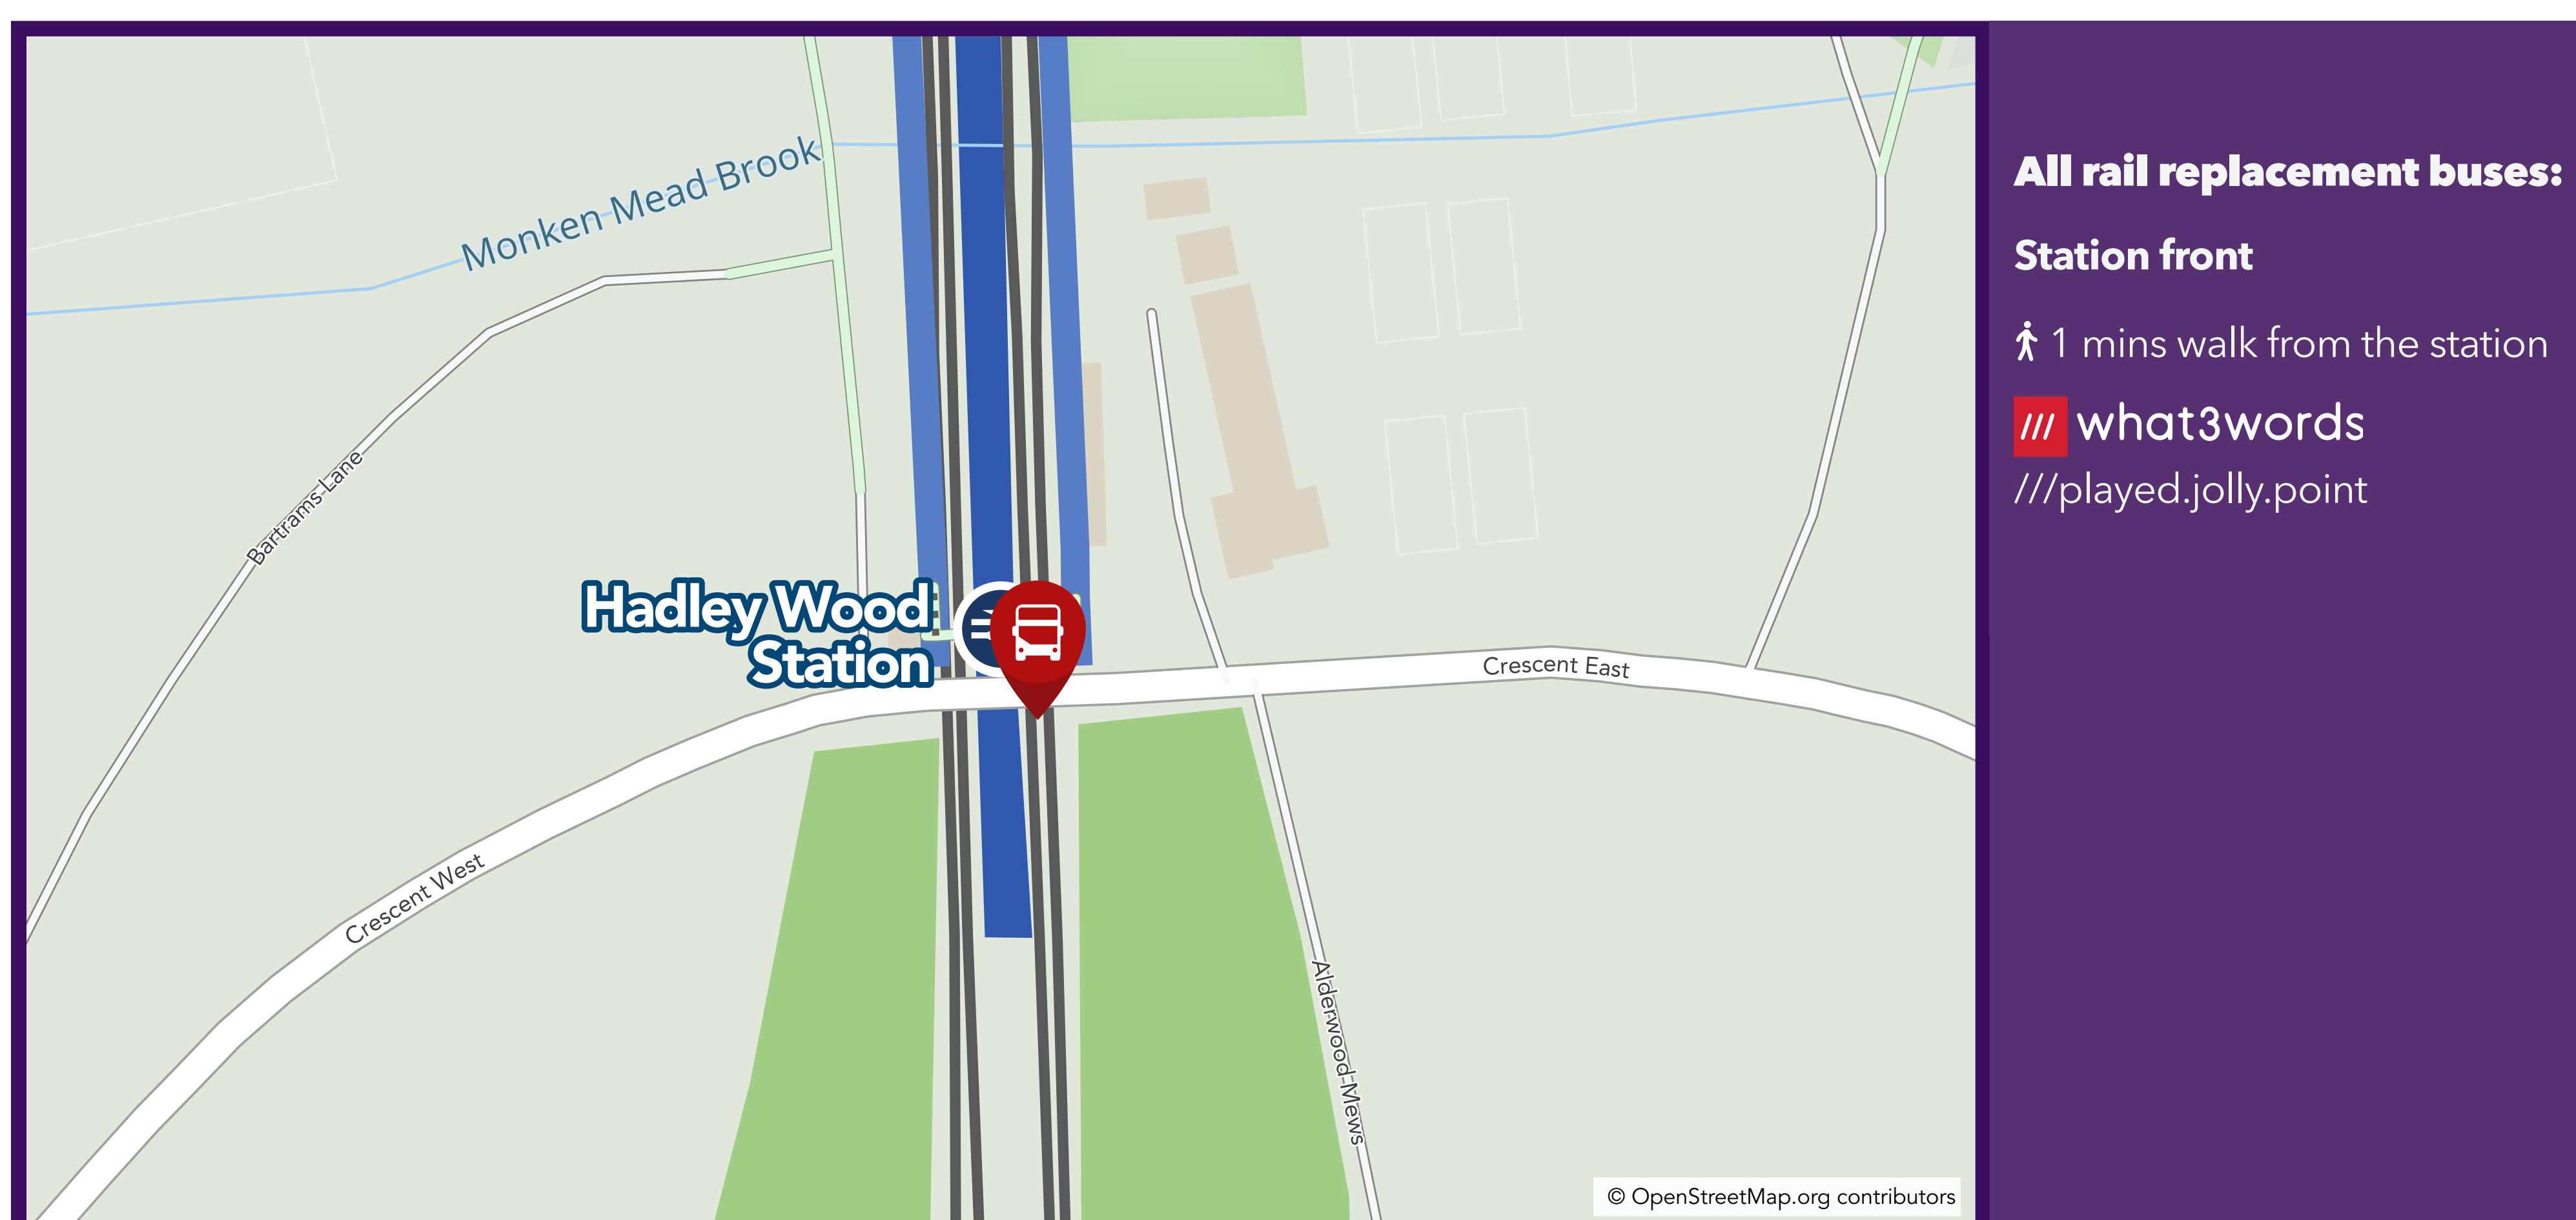 Monken Mead Brook
Bartrams Lane
Hadley Wood
Station
Crescent East
Crescent West
Alderwood Mews
© OpenStreetMap.org contributors
All rail replacement buses:
Station front
1 mins walk from the station
what3words
///played.jolly.point